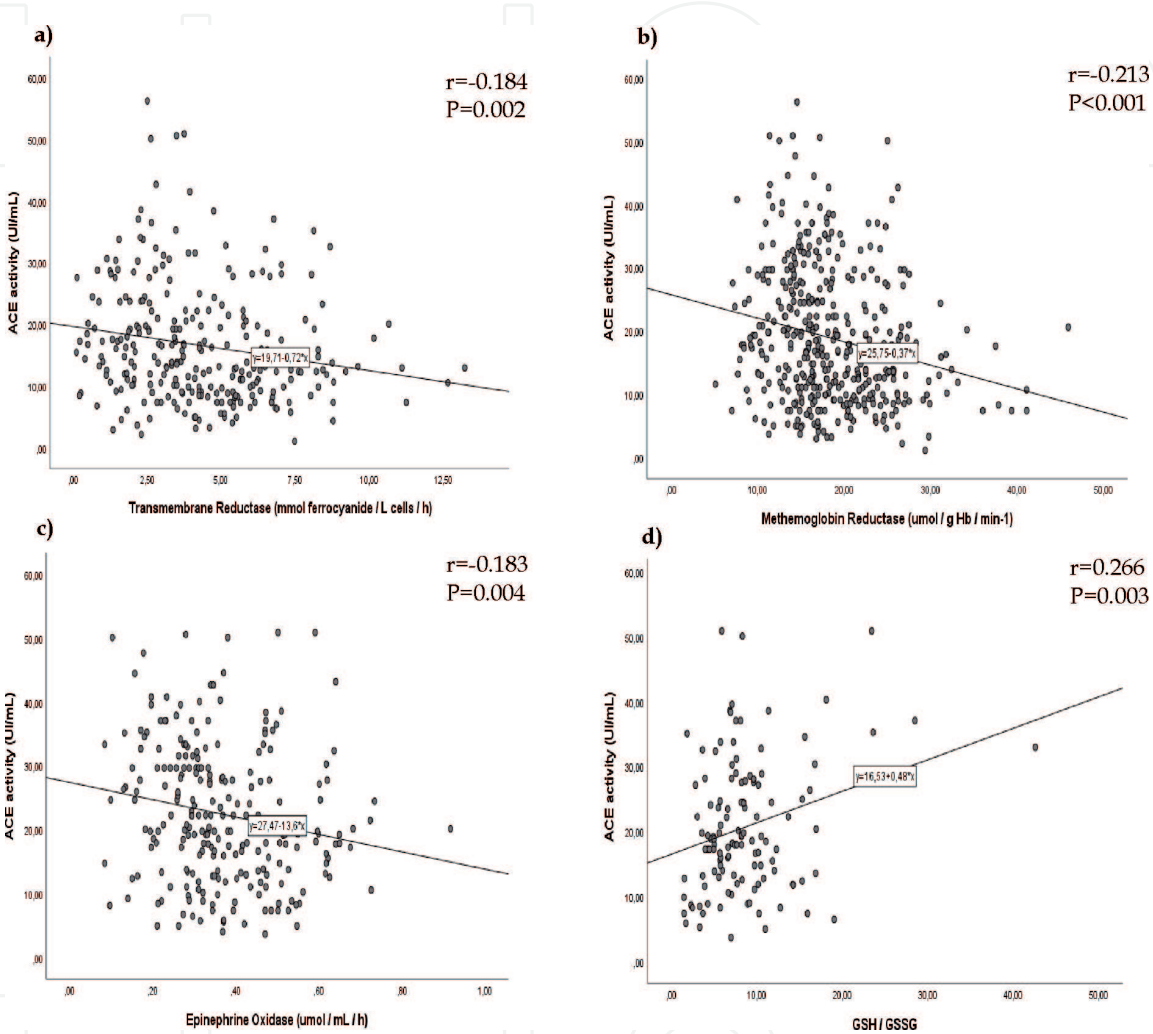 a)
r=-0.184
P=0.002
60,00
50,00
40,00
30,00
20,00
10,00
,00
ACE activity (UI/mL)
y=19,71-0,72*x
,00 2,50 5,00 7,50 10,00 12,50
Transmembrane Reductase (mmol ferrocyanide / L cells / h)
b)
r=-0.213
P<0.001
60,00
50,00
40,00
30,00
20,00
10,00
,00
ACE activity (UI/mL)
y=25,75-0,37*x
,00 10,00 20,00 30,00 40,00 50,00
Methemoglobin Reductase (umol / g Hb / min-1)
c)
r=-0.183
P=0.004
60,00
50,00
40,00
30,00
20,00
10,00
,00
ACE activity (UI/mL)
y=27,47-13,6*x
,00 ,20 ,40 ,60 ,80 1,00
Epinephrine Oxidase (umol / mL / h)
d)
r=0.266
P=0.003
60,00
50,00
40,00
30,00
20,00
10,00
,00
ACE activity (UI/mL)
y=16,53+0,48*x
,00 10,00 20,00 30,00 40,00 50,00
GSH / GSSG